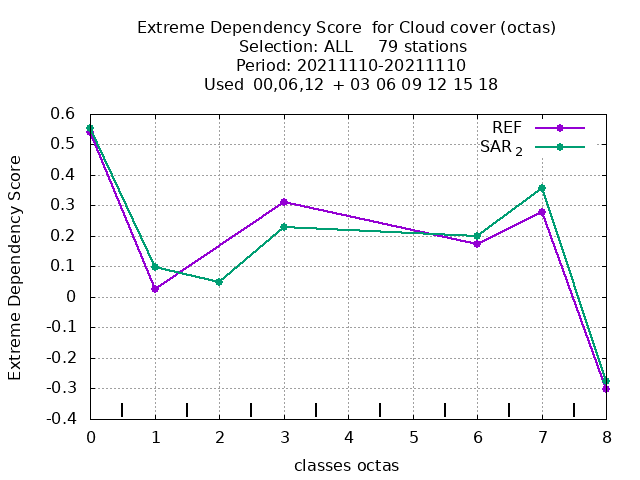 Extreme Dependency Score  for Cloud cover (octas)
Selection: ALL     79 stations
Period: 20211110-20211110
Used  00,06,12  + 03 06 09 12 15 18
REF
SAR 2
Extreme Dependency Score
0.6
0.5
0.4
0.3
0.2
0.1
0
-0.1
-0.2
-0.3
-0.4
0 1 2 3 4 5 6 7 8
classes octas